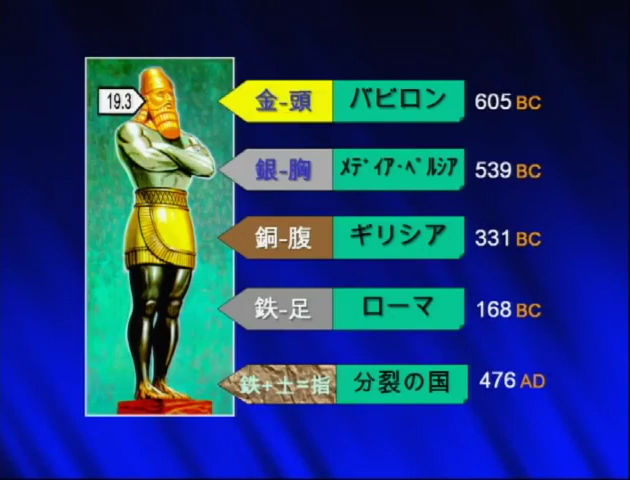 19.3
金-頭 バビロン 605 BC
銀-胸 ﾒﾃﾞｨｱ･ﾍﾟﾙｼｱ 539 BC
銅-腹 ギリシア 331 BC
鉄-足 ローマ 168 BC
鉄+土=指 分裂の国 476 AD